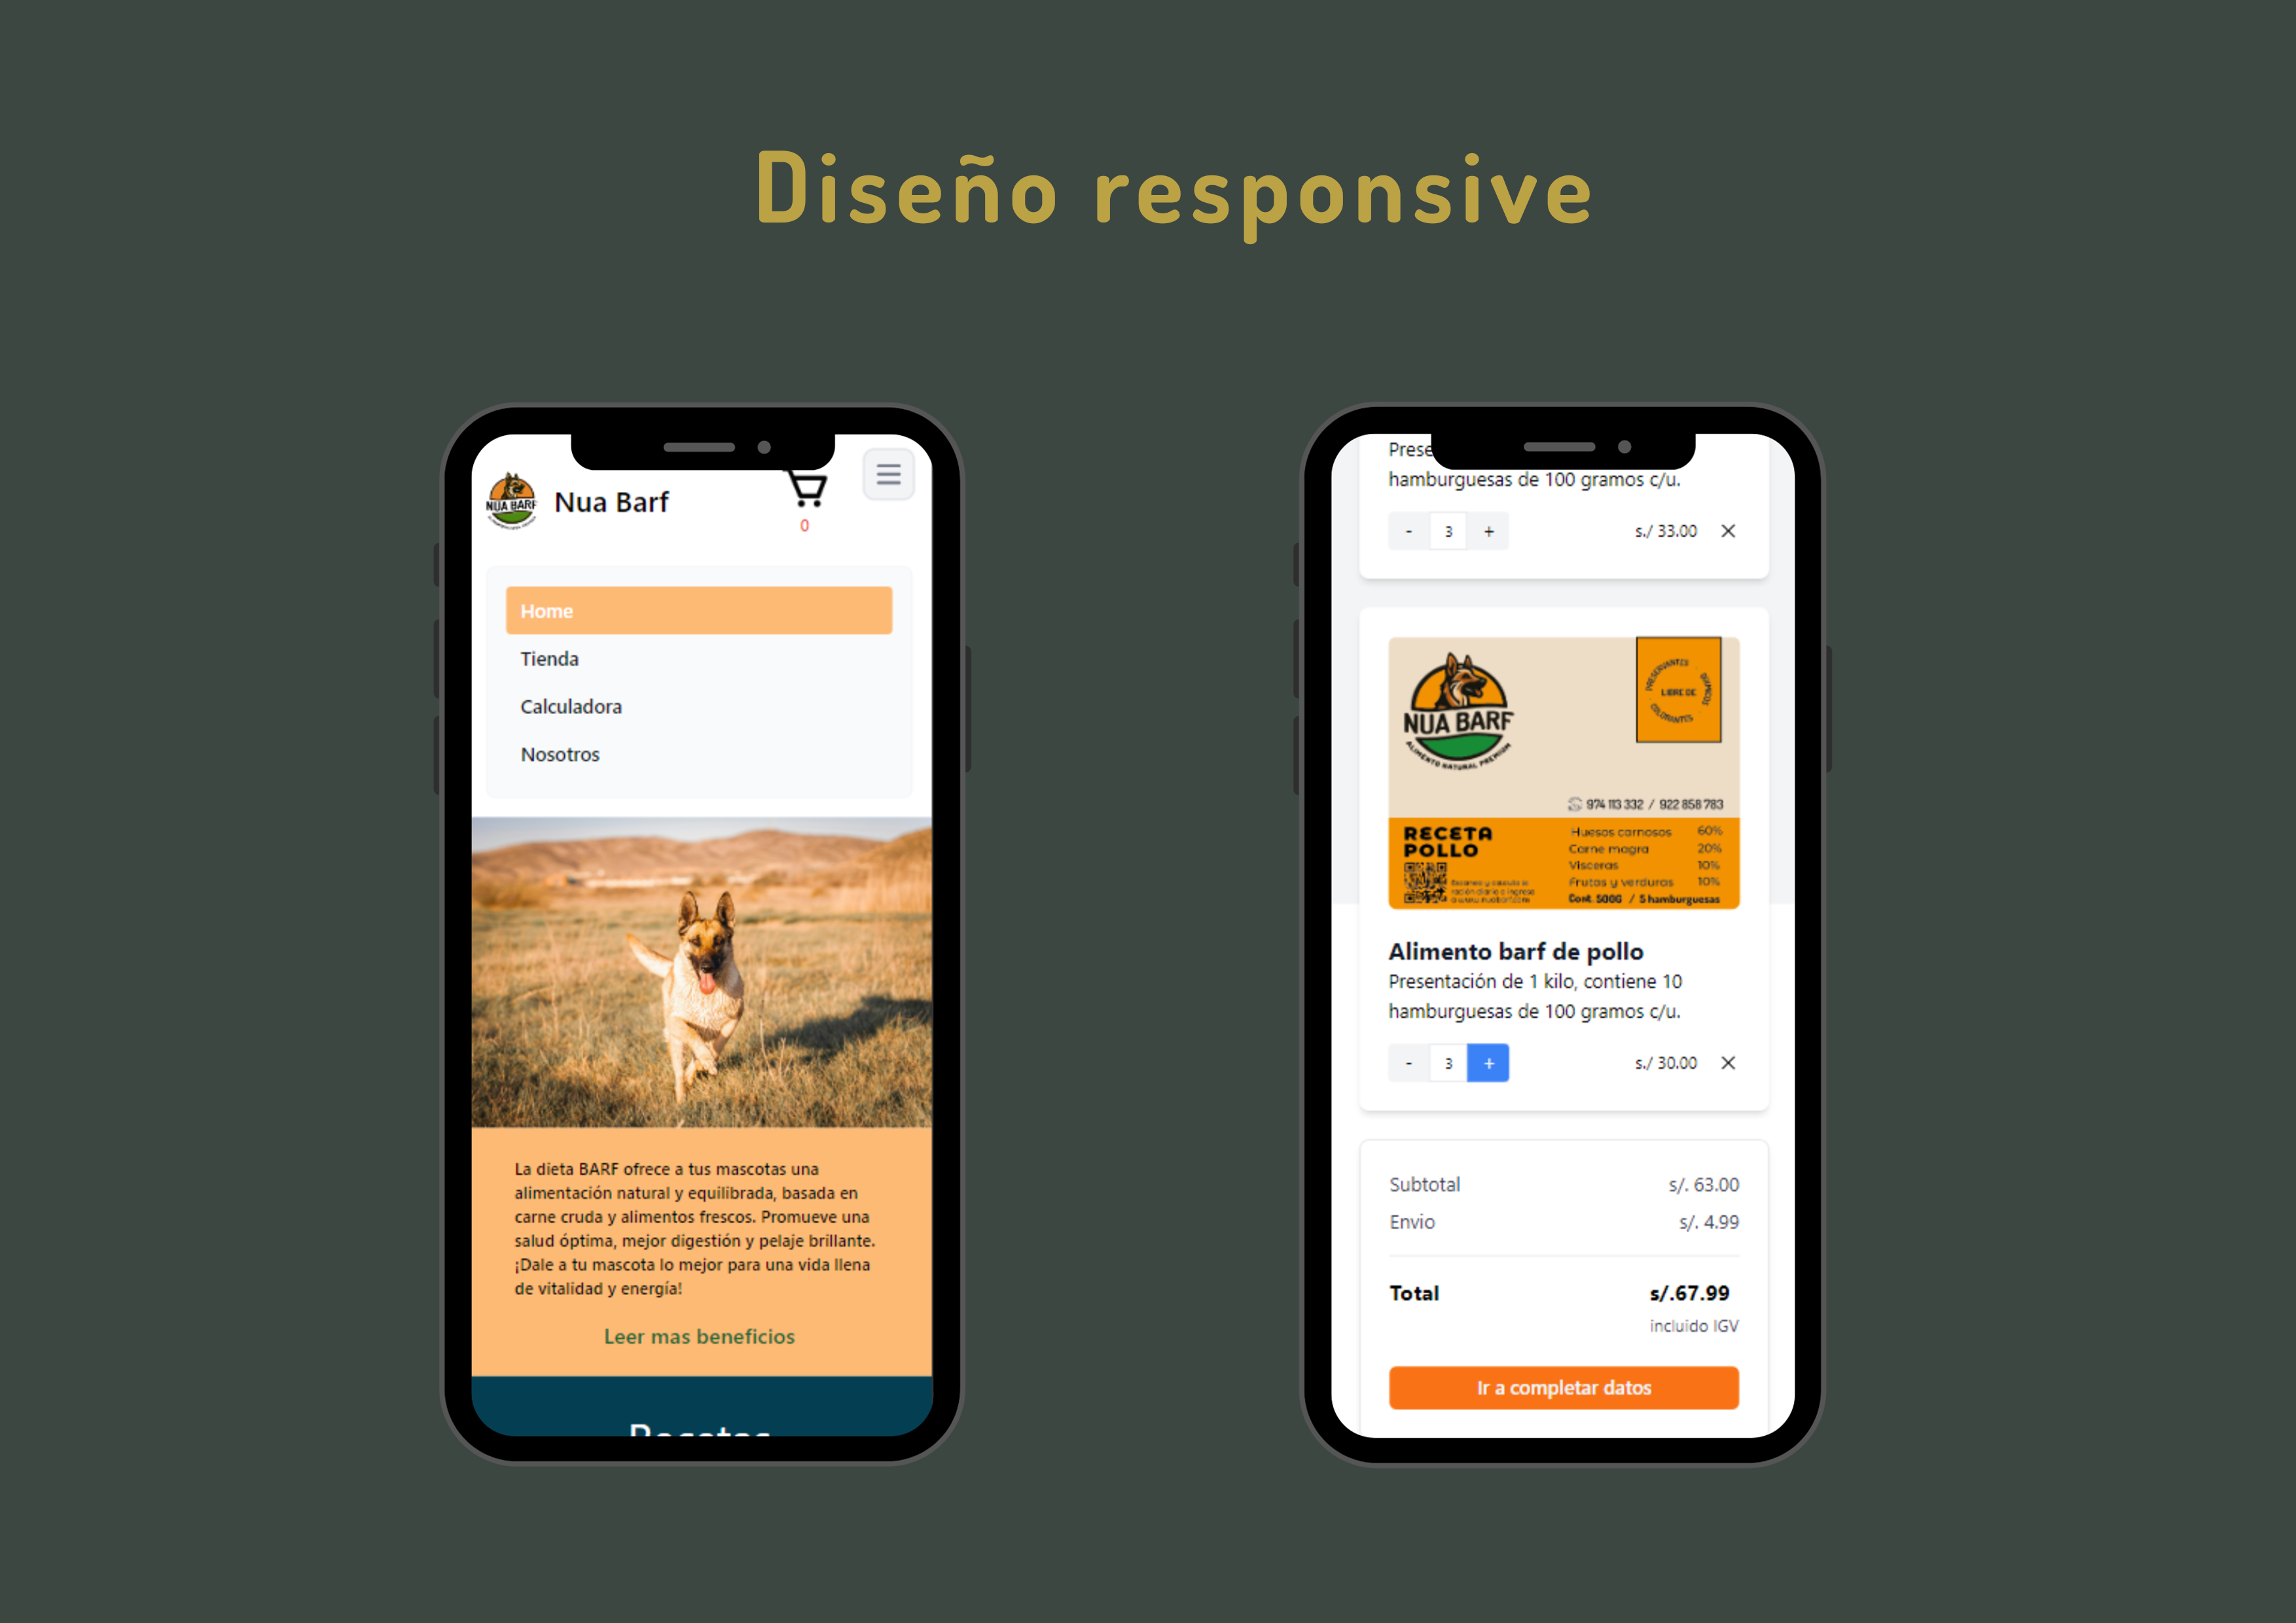 Diseño responsive
NUA BARF
Nua Barf
0
Home
Tienda
Calculadora
Nosotros
La dieta BARF ofrece a tus mascotas una
alimentación natural y equilibrada, basada en
carne cruda y alimentos frescos. Promueve una
salud óptima, mejor digestión y pelaje brillante.
¡Dale a tu mascota lo mejor para una vida llena
de vitalidad y energía!
Leer mas beneficios
hamburguesas de 100 gramos c/u.
- 3 + s./ 33.00 ×
NUA BARF
ALIMENTO NATURAL PREMIUM
PRESERVANTES
LIBRE DE
COLORANTES
974 113 332 / 922 858 783
RECETA
POLLO
Huesos carnosos 60%
Carne magra 20%
Visceras 10%
Frutas y verduras 10%
Cont. 500G / 5 hamburguesas
Alimento barf de pollo
Presentación de 1 kilo, contiene 10
hamburguesas de 100 gramos c/u.
- 3 + s./ 30.00 ×
Subtotal s/. 63.00
Envio s/. 4.99
Total s/.67.99
incluido IGV
Ir a completar datos